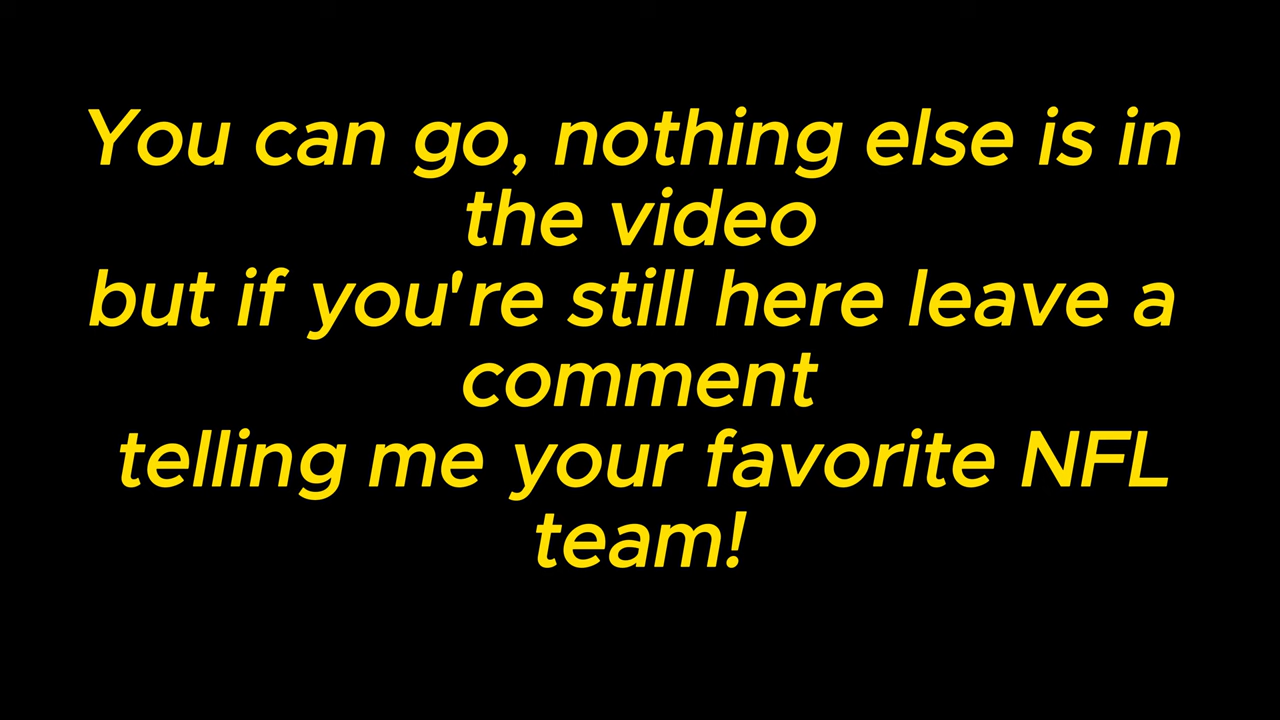 You can go, nothing else is in
the video
but if you're still here leave a
comment
telling me your favorite NFL
team!